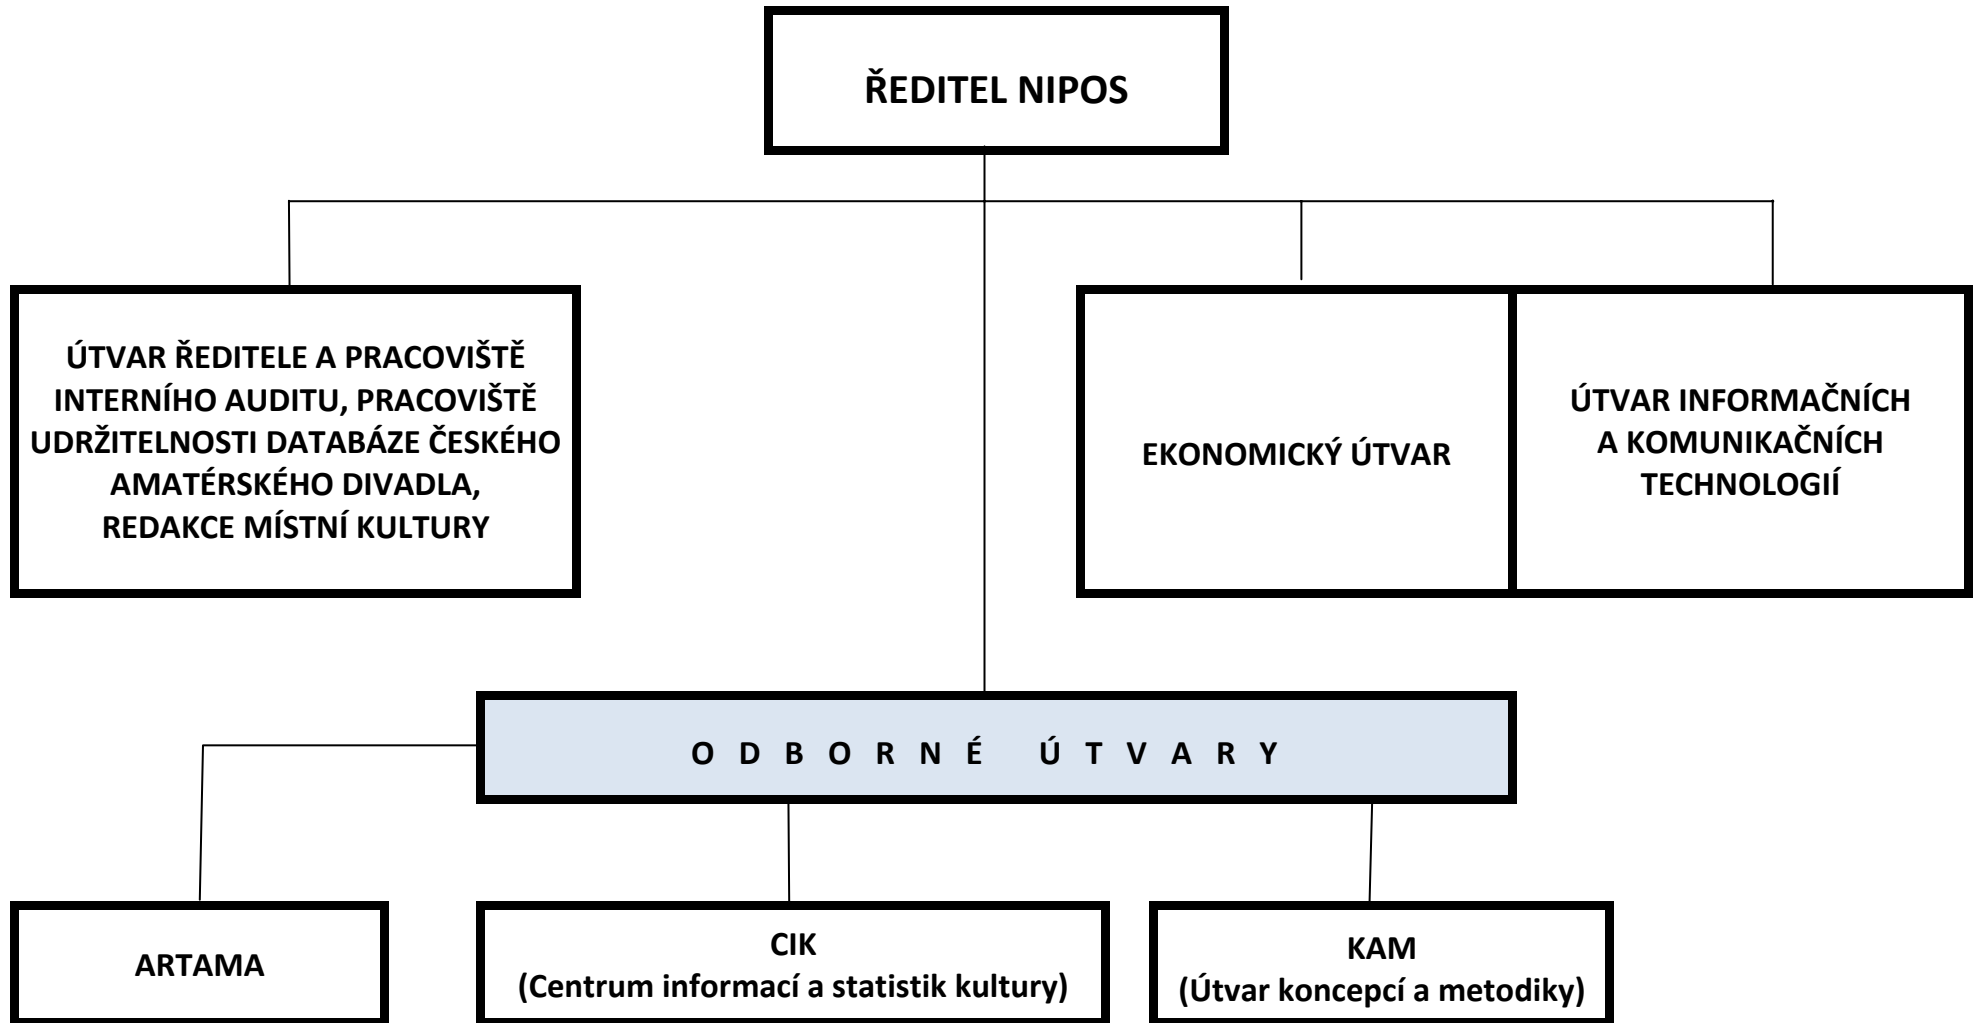 ŘEDITEL NIPOS
ÚTVAR ŘEDITELE A PRACOVIŠTĚ
INTERNÍHO AUDITU, PRACOVIŠTĚ
UDRŽITELNOSTI DATABÁZE ČESKÉHO
AMATÉRSKÉHO DIVADLA,
REDAKCE MÍSTNÍ KULTURY
EKONOMICKÝ ÚTVAR
ÚTVAR INFORMAČNÍCH
A KOMUNIKAČNÍCH
TECHNOLOGIÍ
O D B O R N É Ú T V A R Y
ARTAMA
CIK
(Centrum informací a statistik kultury)
KAM
(Útvar koncepcí a metodiky)